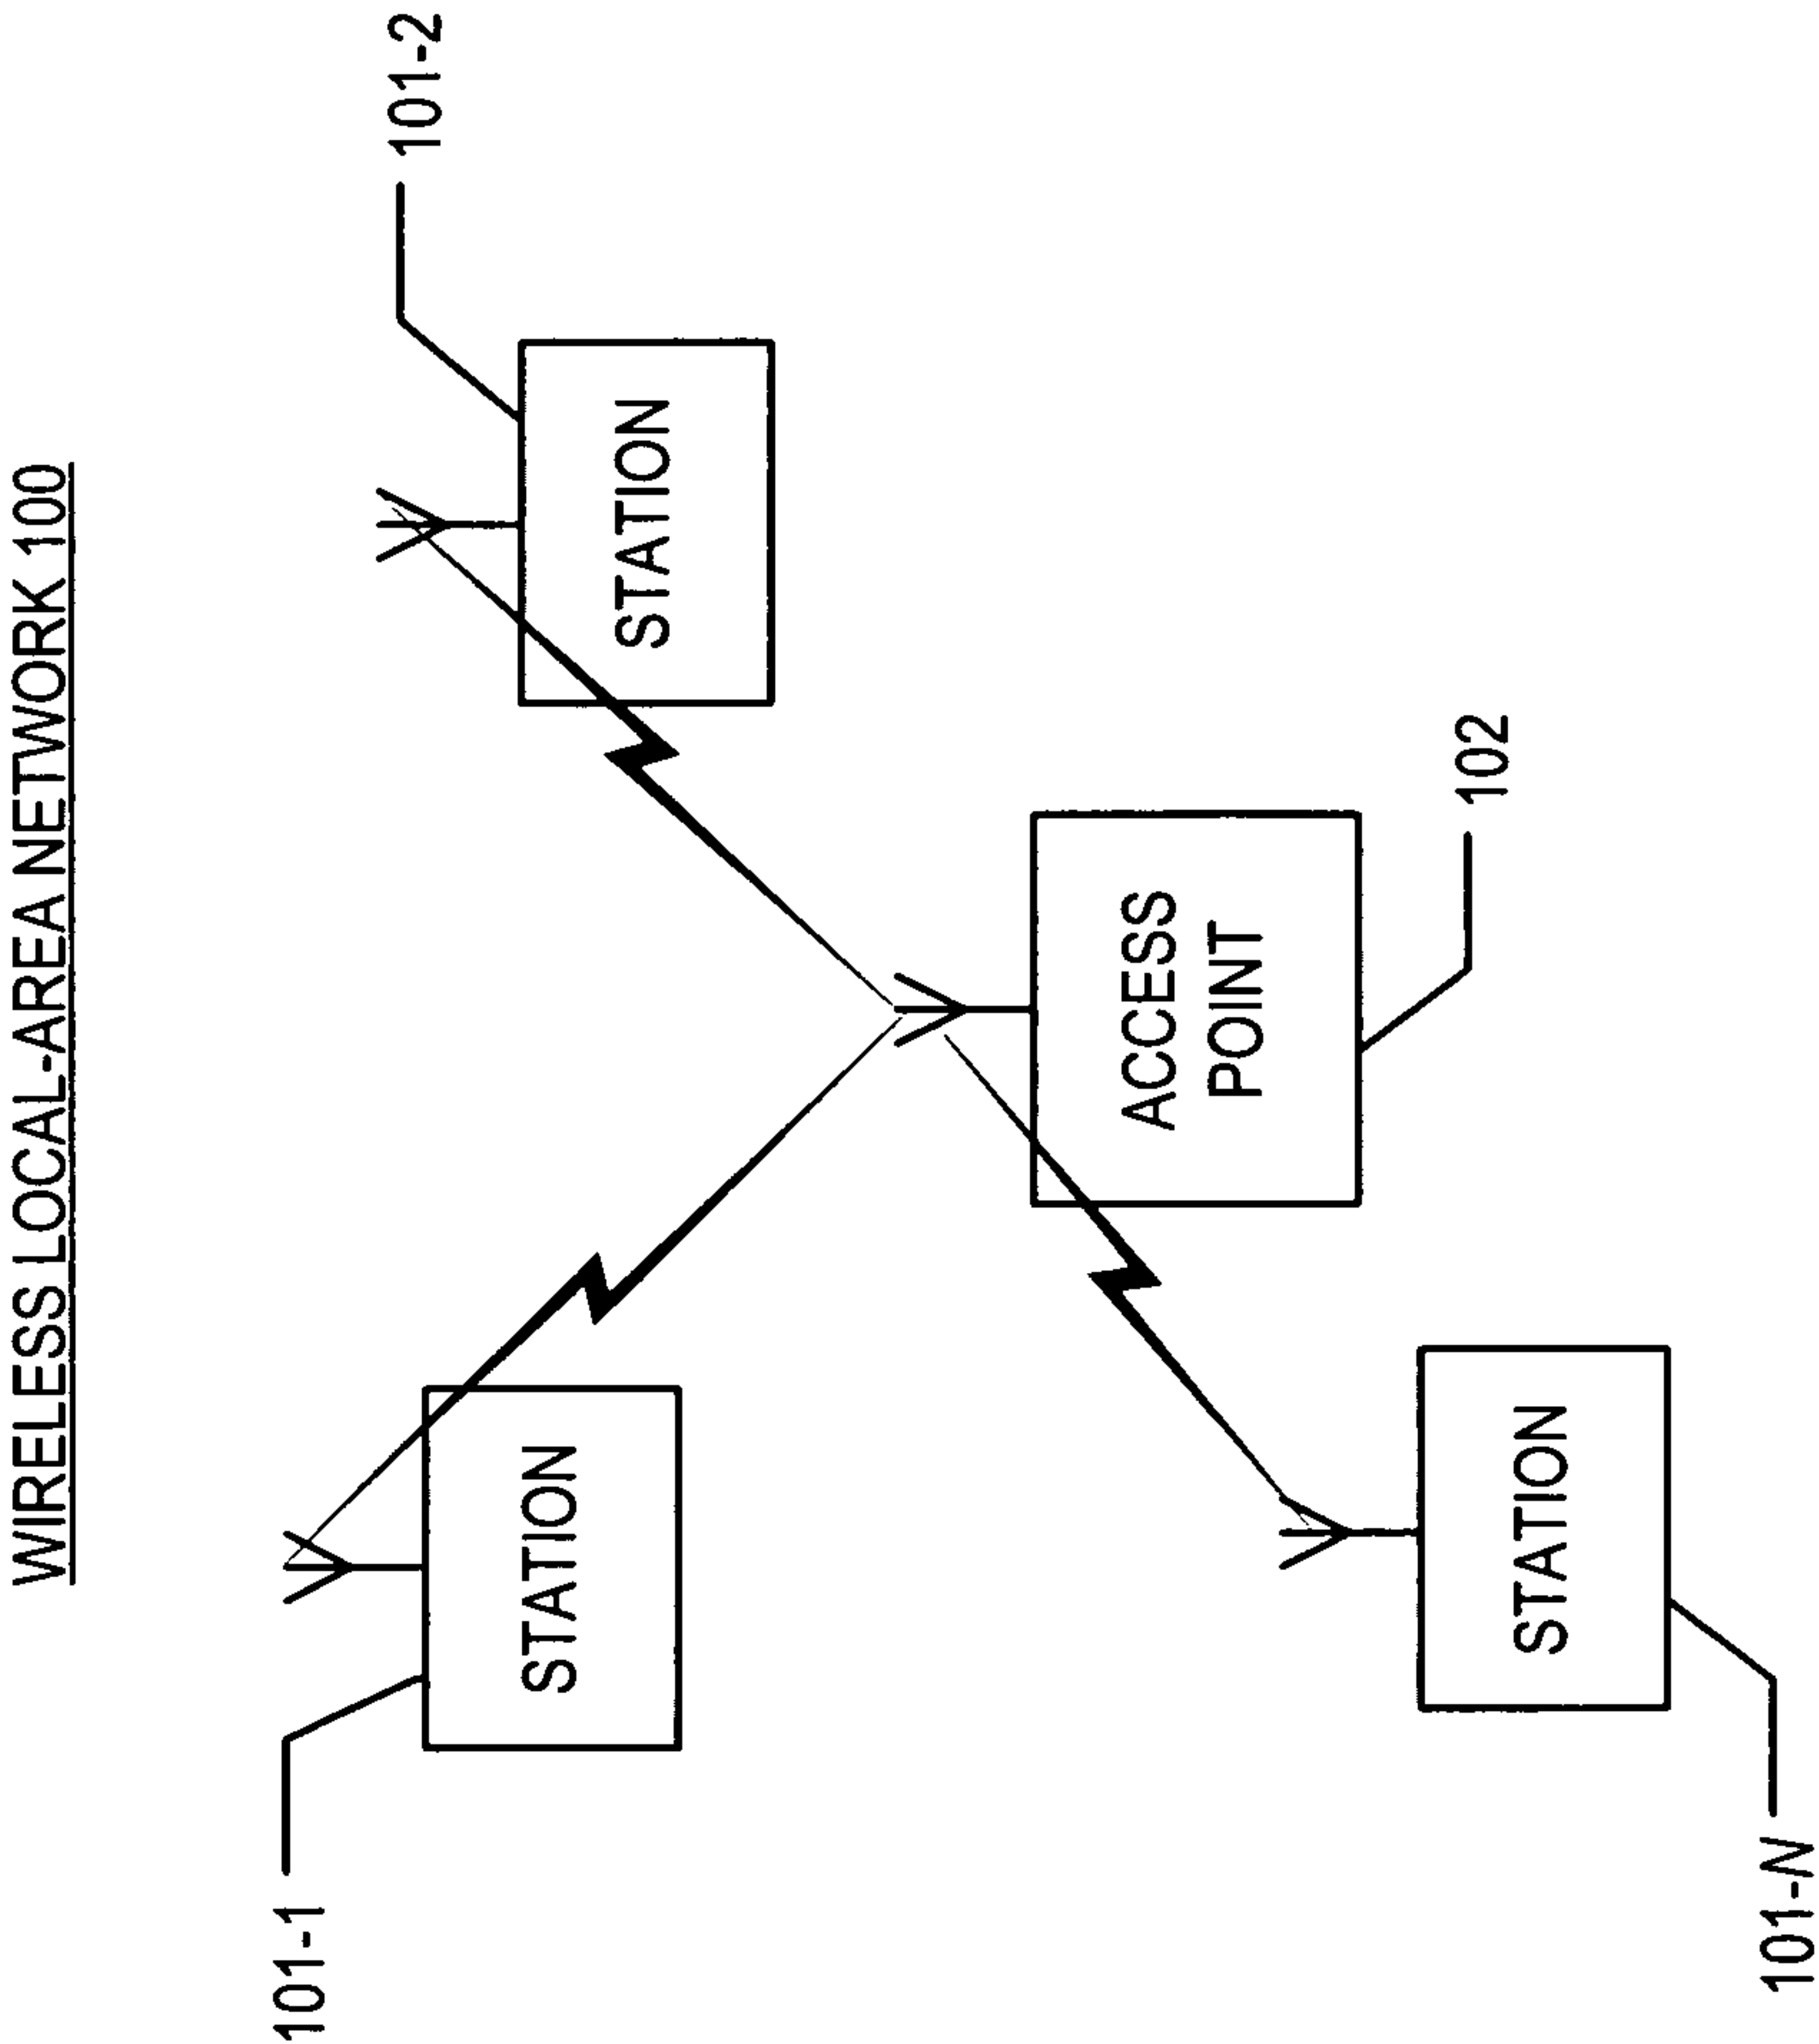 WIRELESS LOCAL-AREA NETWORK 100
101-1
STATION
101-2
STATION
ACCESS
POINT
102
STATION
101-N